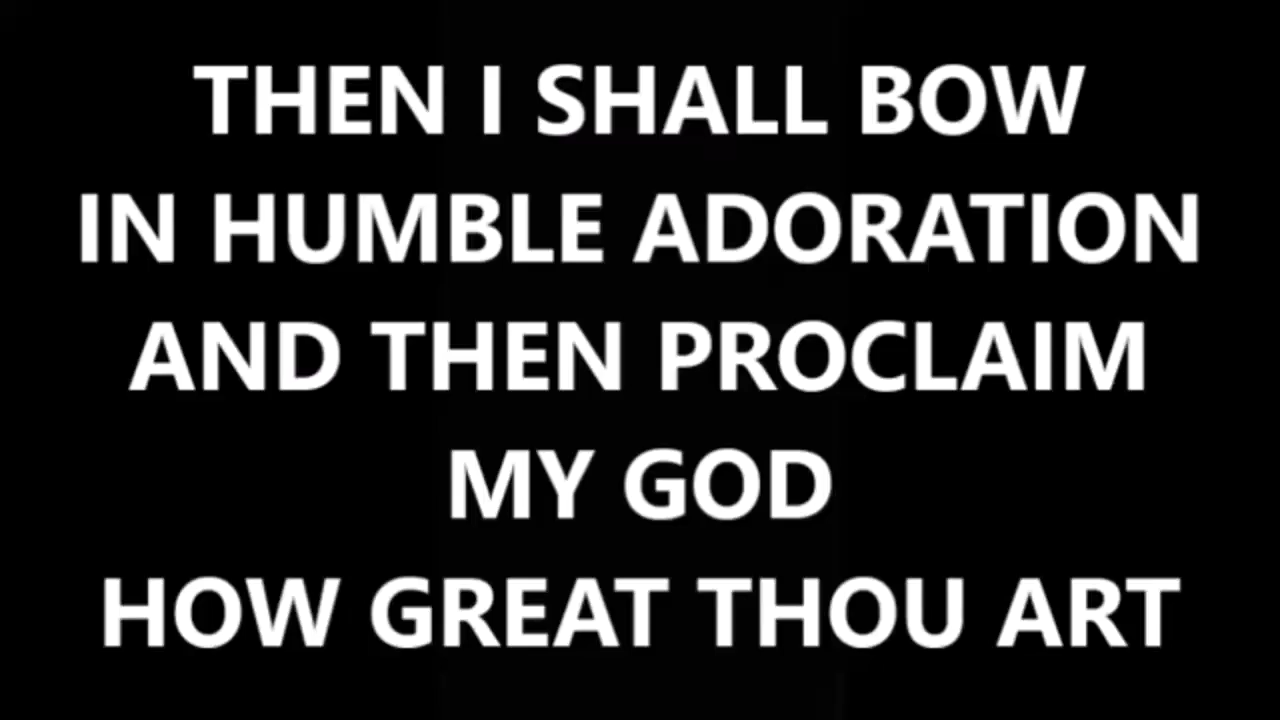 THEN I SHALL BOW
IN HUMBLE ADORATION
AND THEN PROCLAIM
MY GOD
HOW GREAT THOU ART